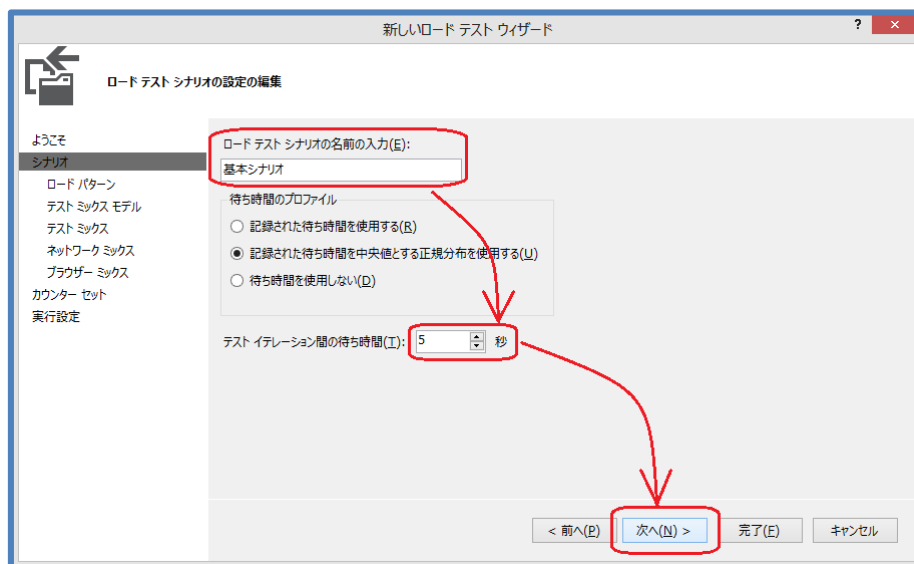 新しいロード テスト ウィザード
?
×
ロード テスト シナリオの設定の編集
ようこそ
シナリオ
ロード パターン
テスト ミックス モデル
テスト ミックス
ネットワーク ミックス
ブラウザー ミックス
カウンター セット
実行設定
ロード テスト シナリオの名前の入力(E):
基本シナリオ
待ち時間のプロファイル
記録された待ち時間を使用する(R)
記録された待ち時間を中央値とする正規分布を使用する(U)
待ち時間を使用しない(D)
テスト イテレーション間の待ち時間(T): 5 秒
< 前へ(P) 次へ(N) > 完了(F) キャンセル